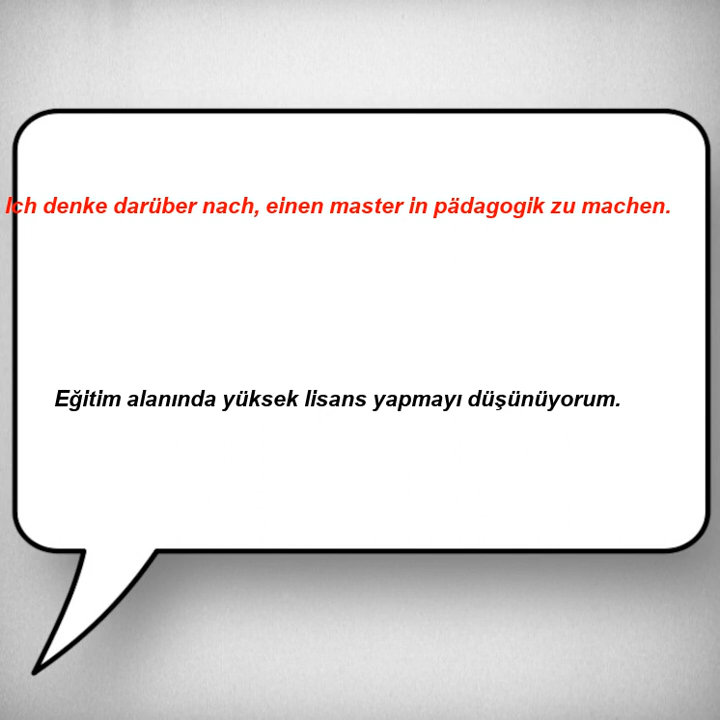 Ich denke darüber nach, einen master in pädagogik zu machen.
Eğitim alanında yüksek lisans yapmayı düşünüyorum.